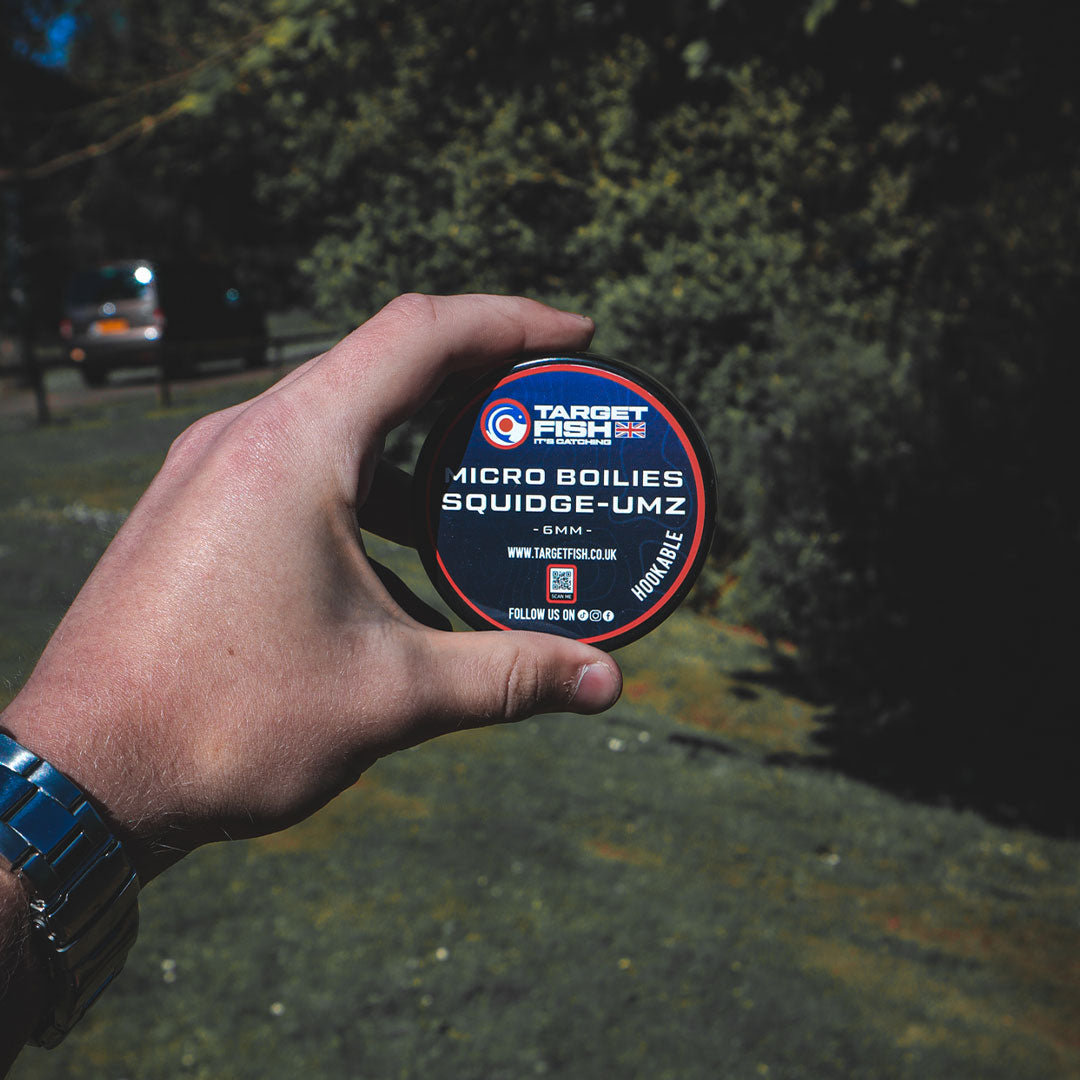 TARGET
FISH
IT'S CATCHING
MICRO BOILIES
SQUIDGE-UMZ
-6MM-
WWW.TARGETFISH.CO.UK
HOOKABLE
SCAN ME
FOLLOW US ON